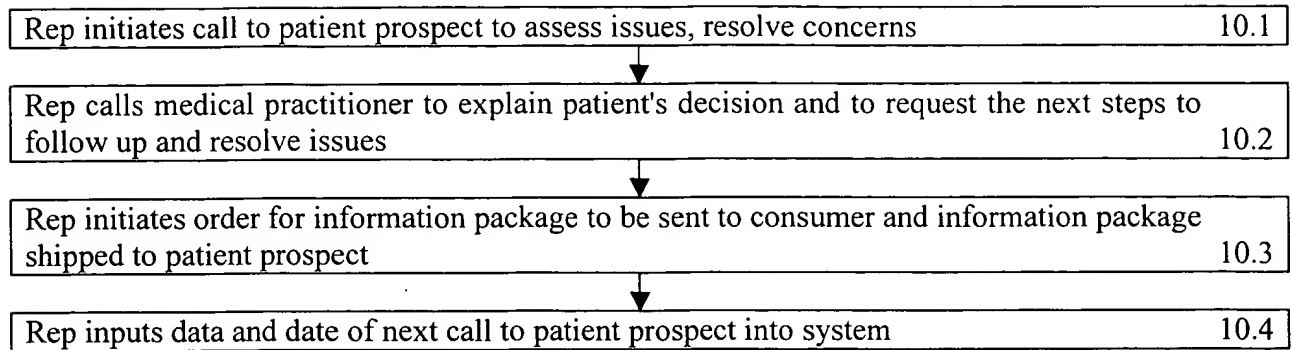 Rep initiates call to patient prospect to assess issues, resolve concerns 10.1
Rep calls medical practitioner to explain patient's decision and to request the next steps to
follow up and resolve issues 10.2
Rep initiates order for information package to be sent to consumer and information package
shipped to patient prospect 10.3
Rep inputs data and date of next call to patient prospect into system 10.4